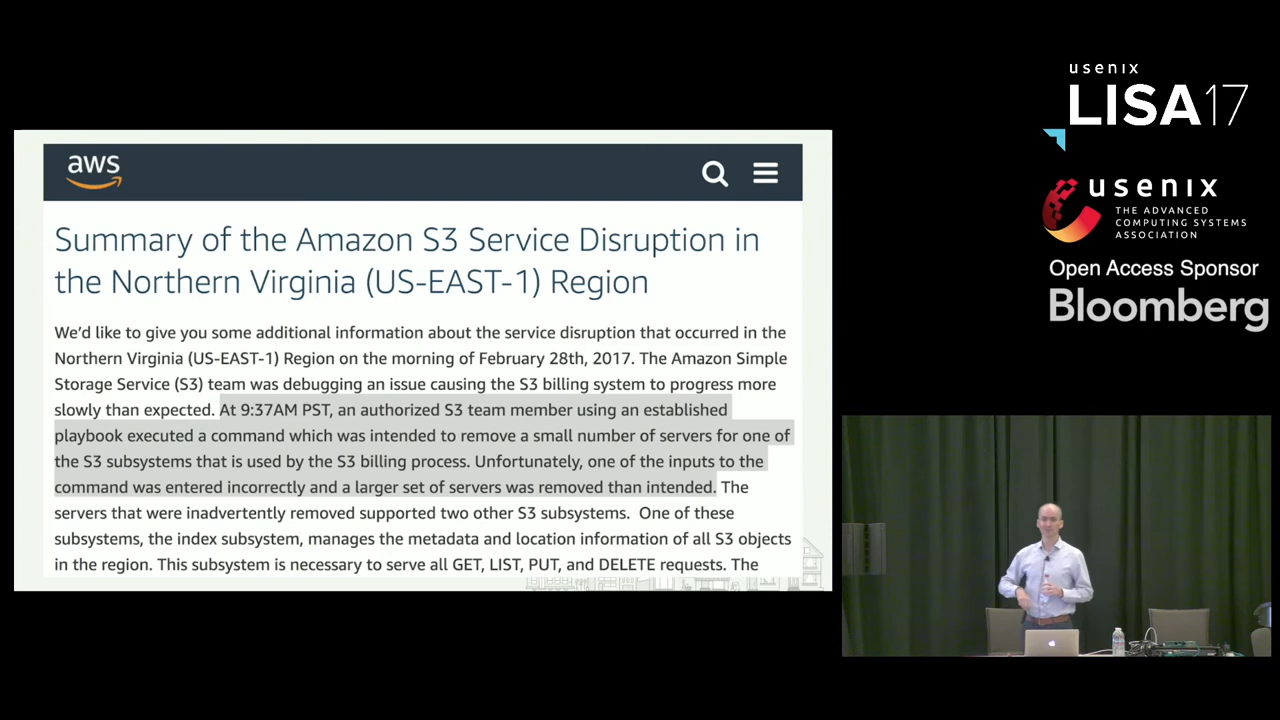 aws
Summary of the Amazon S3 Service Disruption in
the Northern Virginia (US-EAST-1) Region
We’d like to give you some additional information about the service disruption that occurred in the
Northern Virginia (US-EAST-1) Region on the morning of February 28th, 2017. The Amazon Simple
Storage Service (S3) team was debugging an issue causing the S3 billing system to progress more
slowly than expected. At 9:37AM PST, an authorized S3 team member using an established
playbook executed a command which was intended to remove a small number of servers for one of
the S3 subsystems that is used by the S3 billing process. Unfortunately, one of the inputs to the
command was entered incorrectly and a larger set of servers was removed than intended. The
servers that were inadvertently removed supported two other S3 subsystems.  One of these
subsystems, the index subsystem, manages the metadata and location information of all S3 objects
in the region. This subsystem is necessary to serve all GET, LIST, PUT, and DELETE requests. The
usenix
LISA17
usenix
THE ADVANCED
COMPUTING SYSTEMS
ASSOCIATION
Open Access Sponsor
Bloomberg